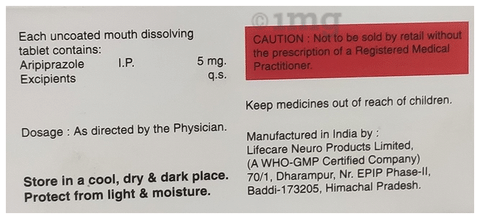 Each uncoated mouth dissolving
tablet contains:
Aripiprazole I.P. 5 mg.
Excipients q.s.
Dosage : As directed by the Physician.
Store in a cool, dry & dark place.
Protect from light & moisture.
©1mg
CAUTION : Not to be sold by retail without
the prescription of a Registered Medical
Practitioner.
Keep medicines out of reach of children.
Manufactured in India by :
Lifecare Neuro Products Limited,
(A WHO-GMP Certified Company)
70/1, Dharampur, Nr. EPIP Phase-II,
Baddi-173205, Himachal Pradesh.